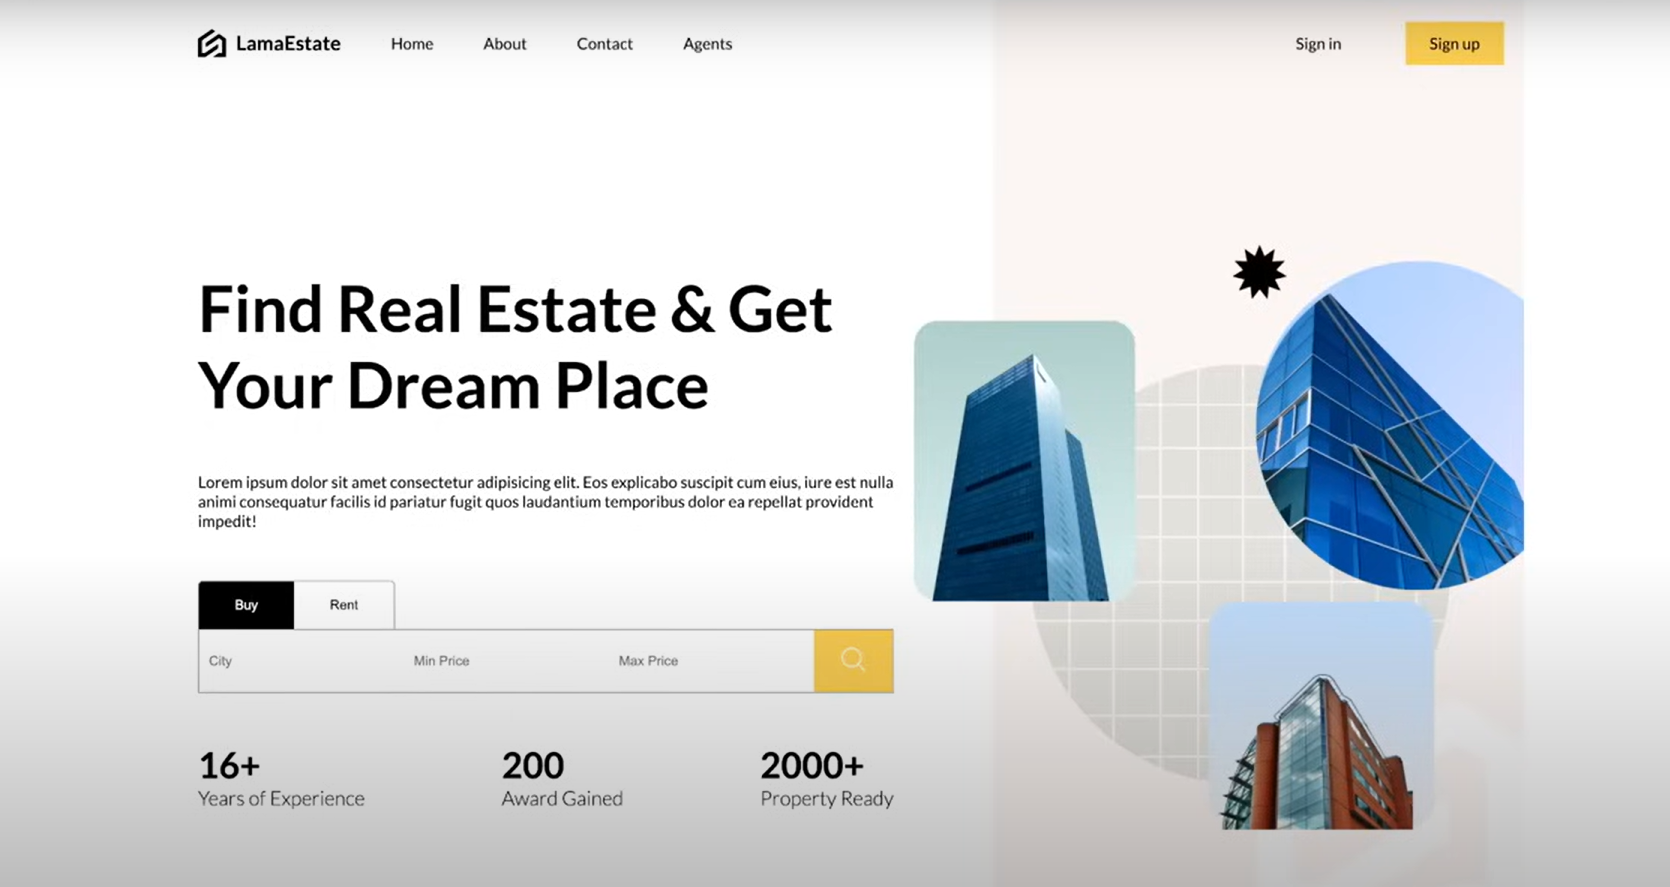 LamaEstate Home About Contact Agents Sign in Sign up
Find Real Estate & Get
Your Dream Place
Lorem ipsum dolor sit amet consectetur adipisicing elit. Eos explicabo suscipit cum eius, iure est nulla
animi consequatur facilis id pariatur fugit quos laudantium temporibus dolor ea repellat provident
impedit!
Buy Rent
City Min Price Max Price
16+ 200 2000+
Years of Experience Award Gained Property Ready